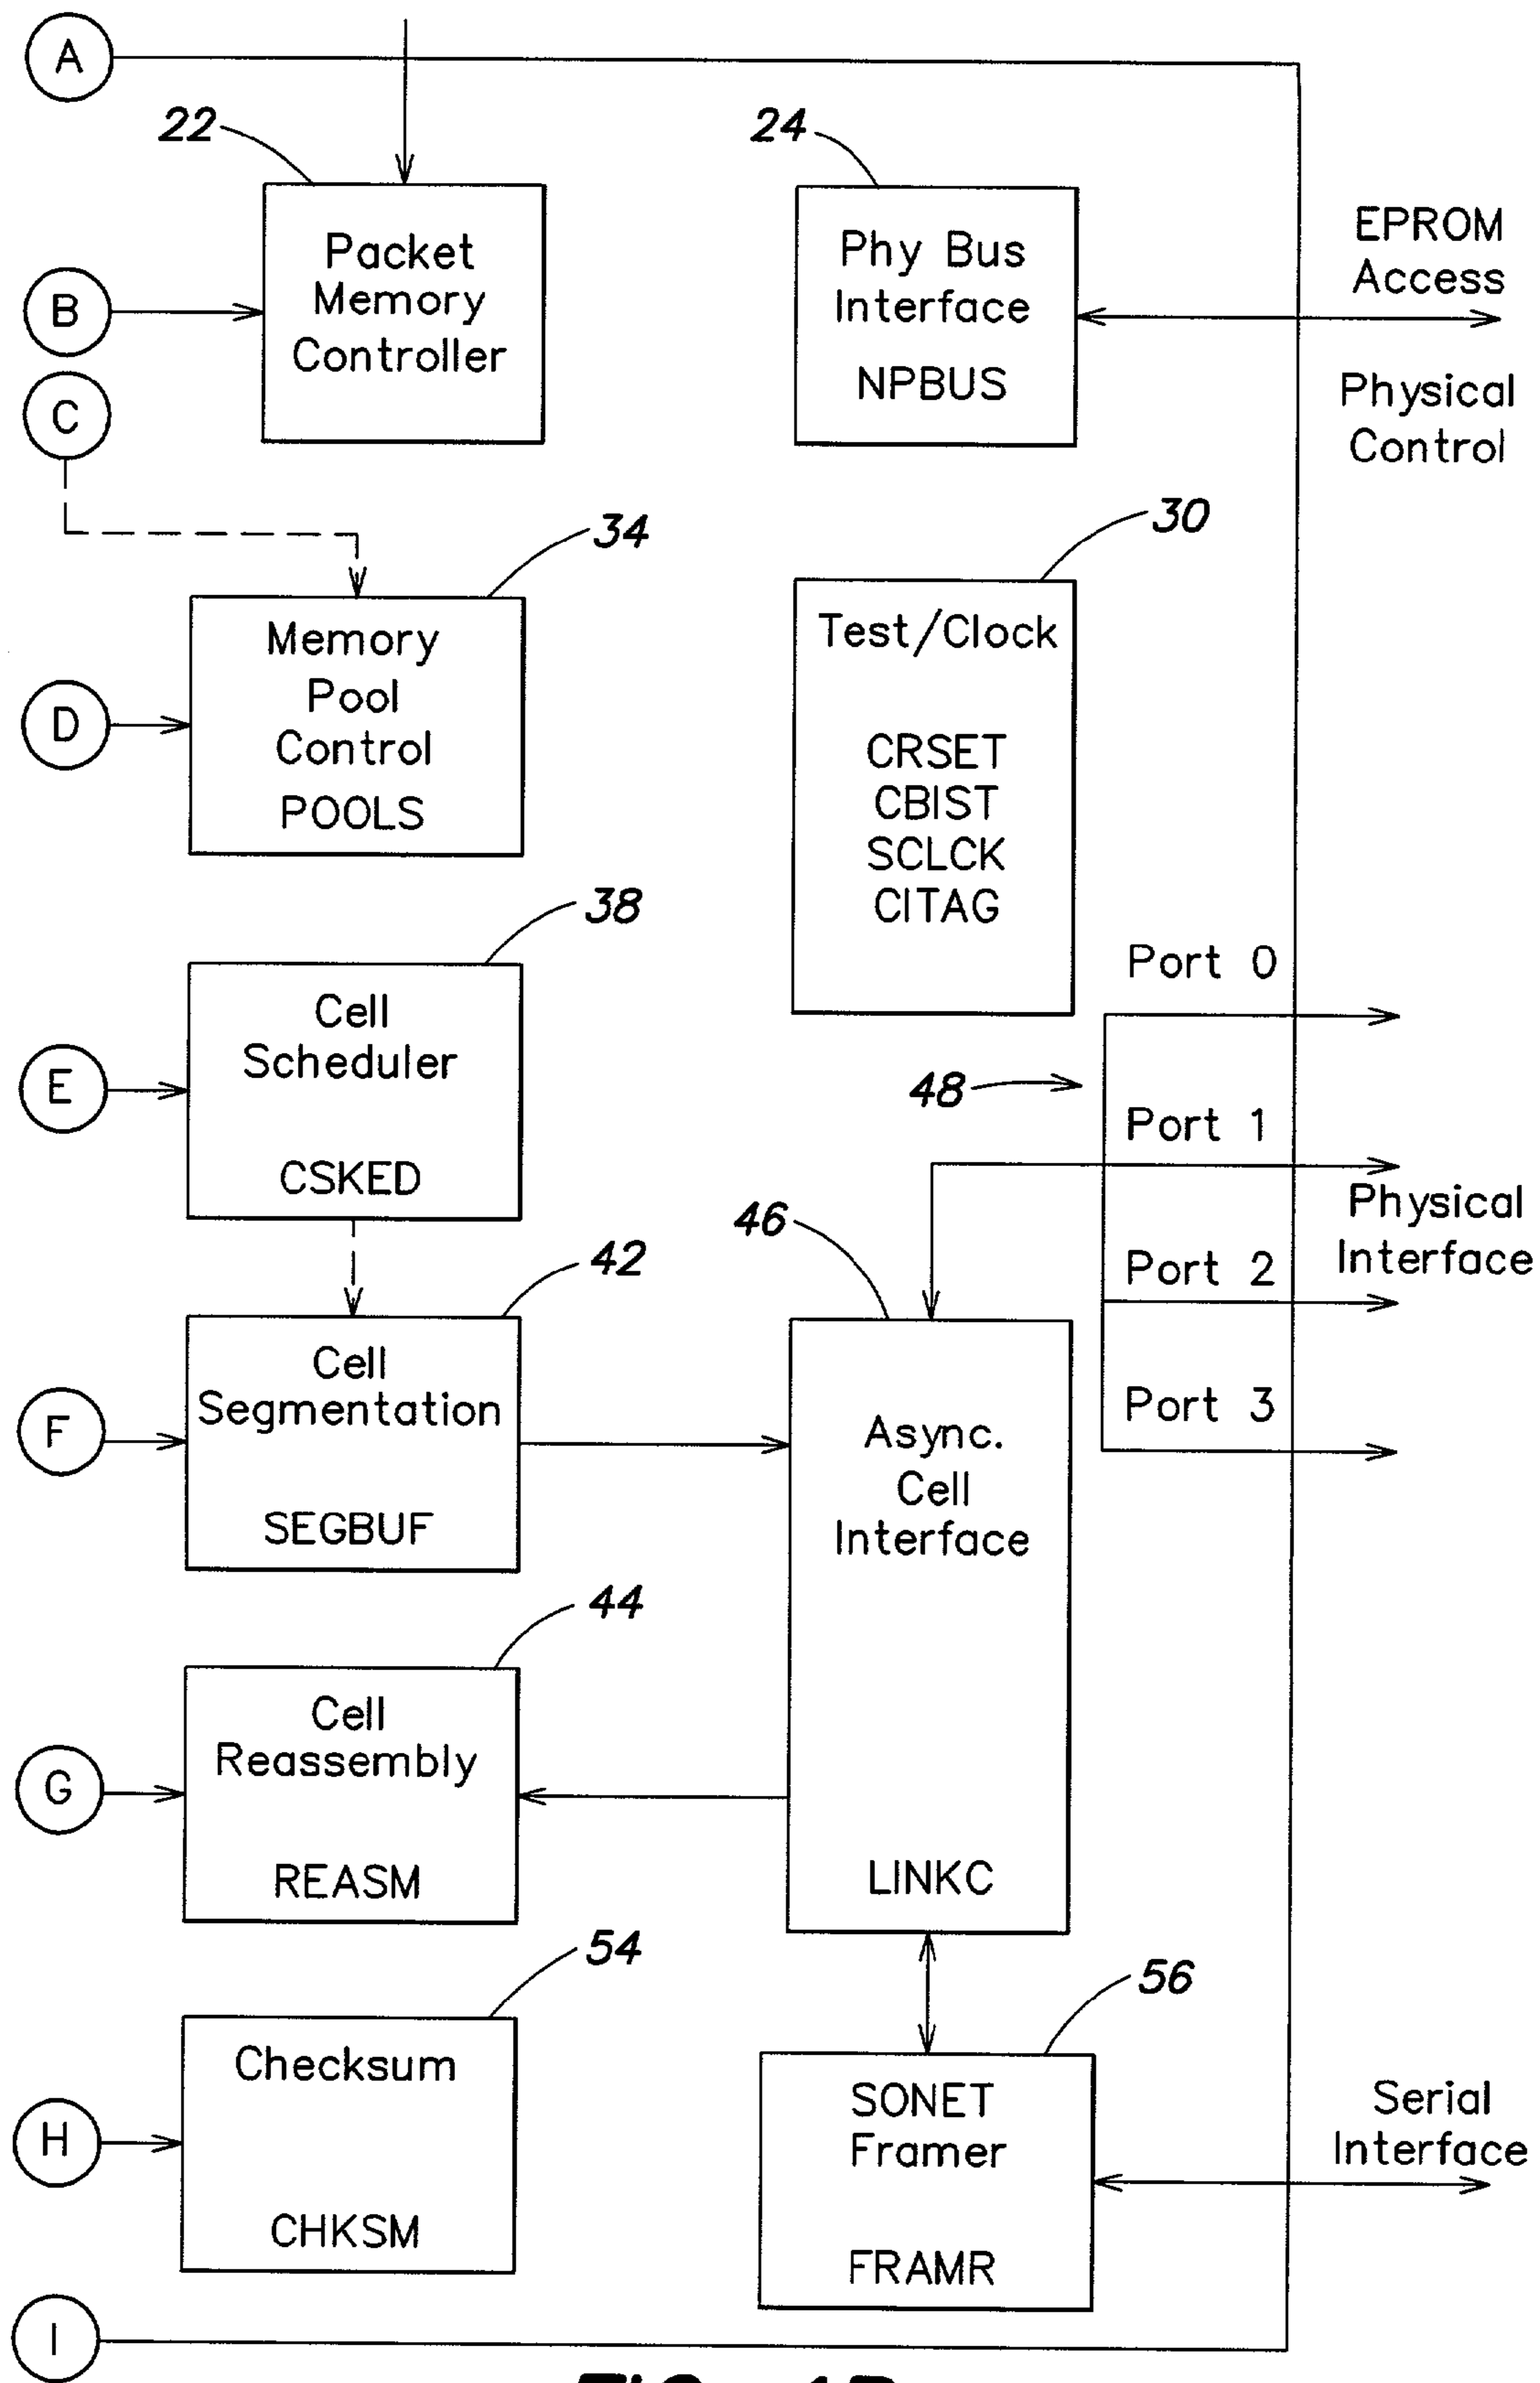 A
22
24
Packet
Memory
Controller
B
Phy Bus
Interface
NPBUS
EPROM
Access
Physical
Control
C
34
30
Memory
Pool
Control
POOLS
D
Test/Clock
CRSET
CBIST
SCLCK
CITAG
38
Cell
Scheduler
CSKED
E
Port 0
48
Port 1
Physical
Interface
Port 2
Port 3
42
46
Cell
Segmentation
SEGBUF
F
Async.
Cell
Interface
LINKC
44
Cell
Reassembly
REASM
G
54
56
Checksum
CHKSM
H
SONET
Framer
FRAMR
Serial
Interface
I